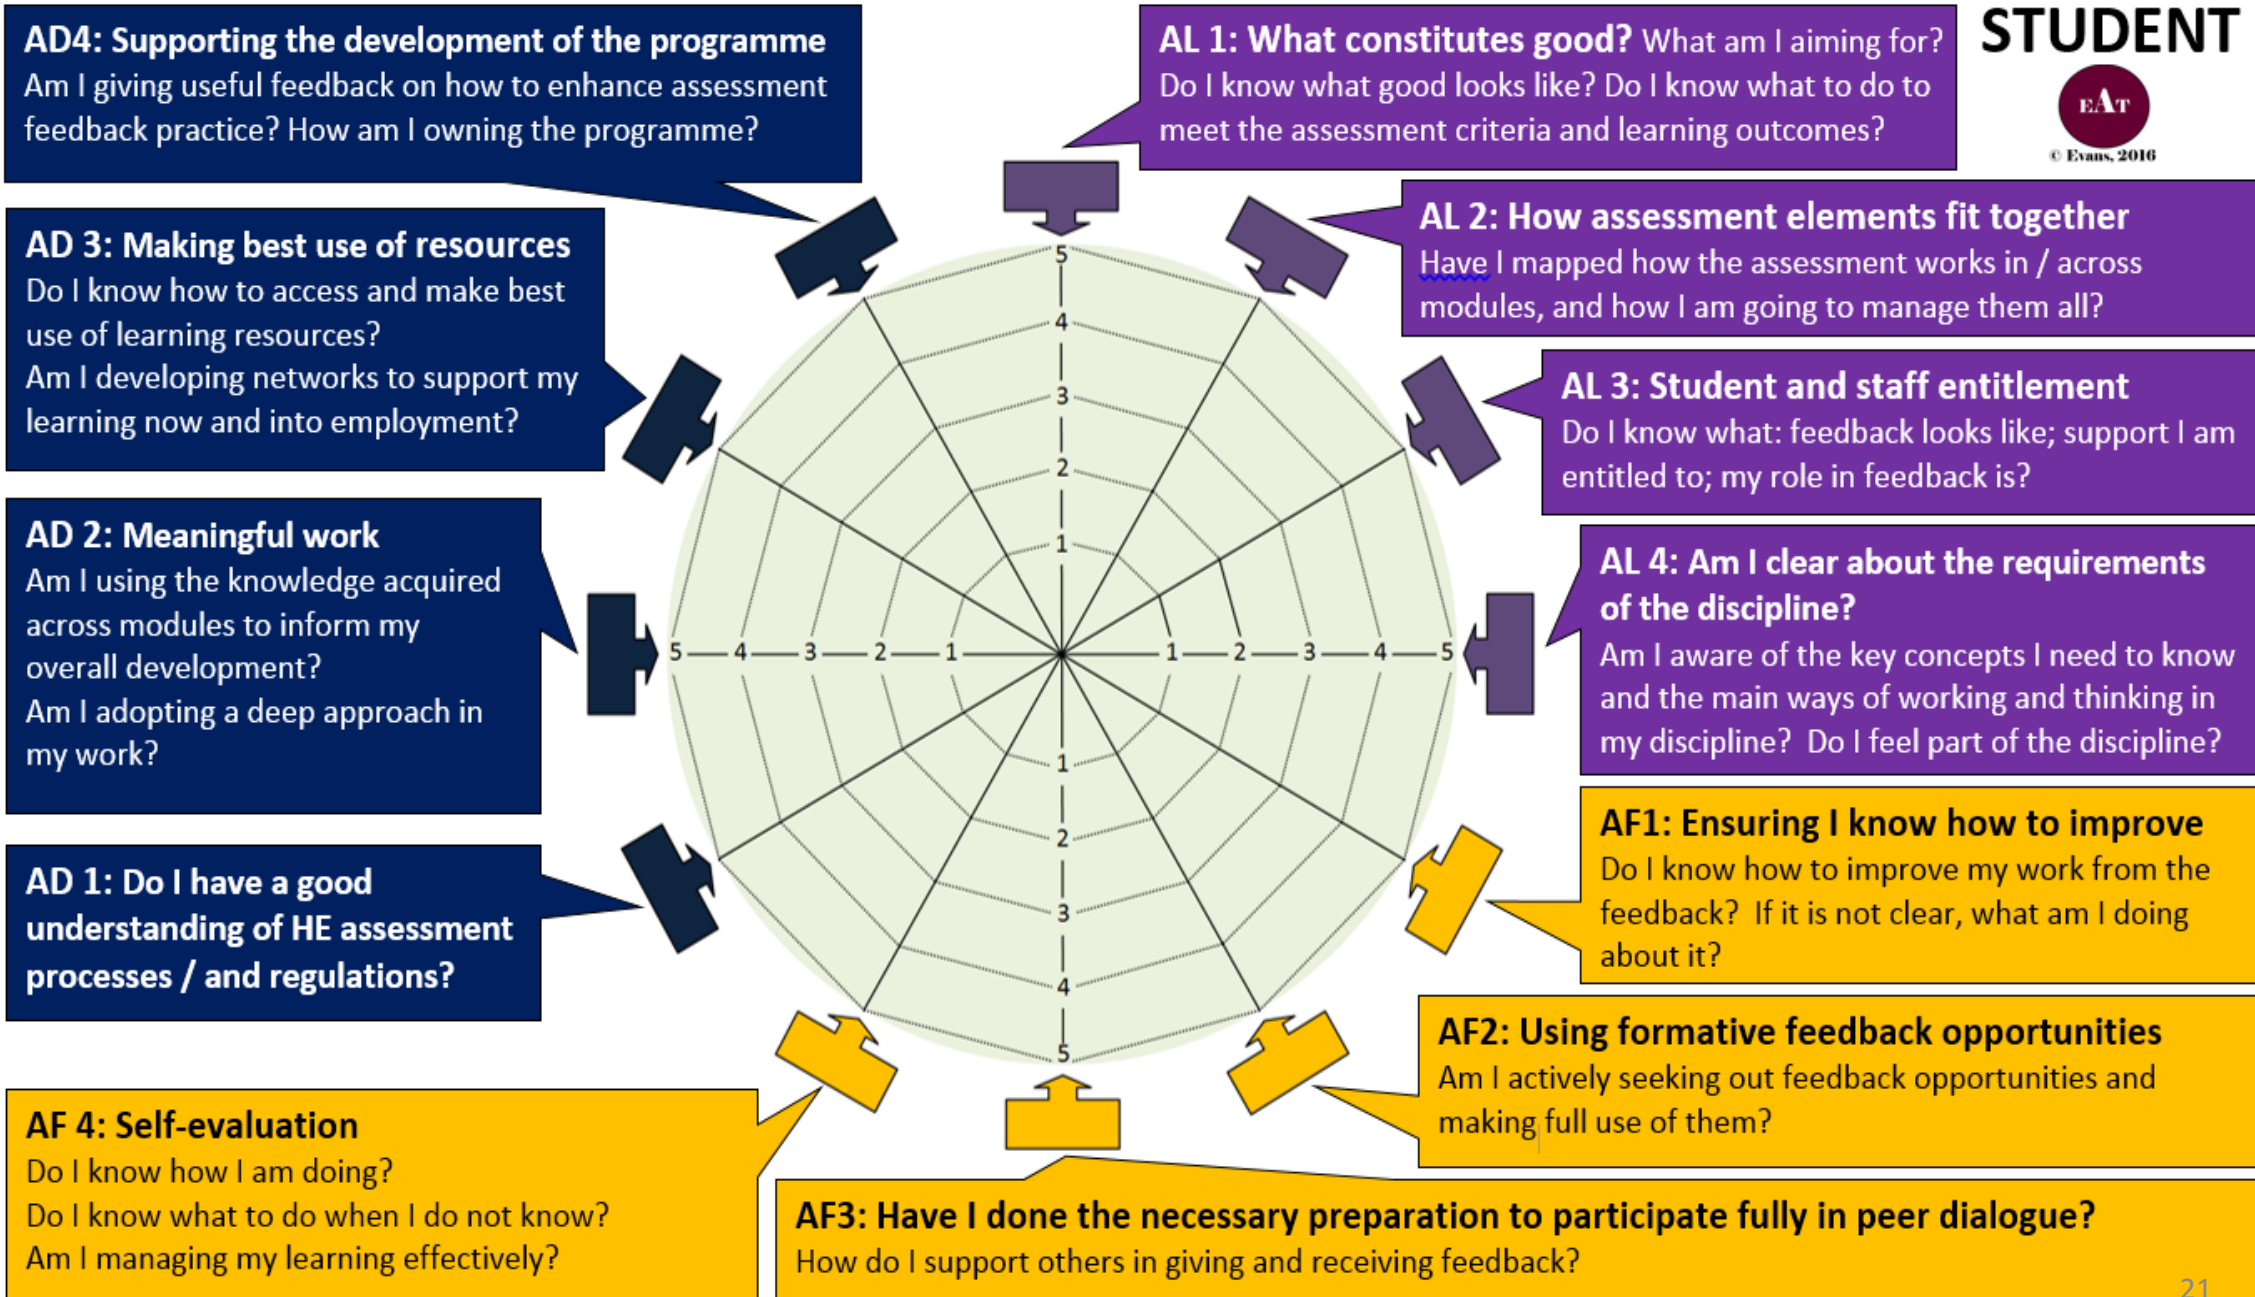 AD4: Supporting the development of the programme
Am I giving useful feedback on how to enhance assessment
feedback practice? How am I owning the programme?
AL 1: What constitutes good? What am I aiming for?
Do I know what good looks like? Do I know what to do to
meet the assessment criteria and learning outcomes?
STUDENT
EAT
© Evans, 2016
AL 2: How assessment elements fit together
Have I mapped how the assessment works in / across
modules, and how I am going to manage them all?
AD 3: Making best use of resources
Do I know how to access and make best
use of learning resources?
Am I developing networks to support my
learning now and into employment?
AL 3: Student and staff entitlement
Do I know what: feedback looks like; support I am
entitled to; my role in feedback is?
AD 2: Meaningful work
Am I using the knowledge acquired
across modules to inform my
overall development?
Am I adopting a deep approach in
my work?
AL 4: Am I clear about the requirements
of the discipline?
Am I aware of the key concepts I need to know
and the main ways of working and thinking in
my discipline? Do I feel part of the discipline?
5
4
3
2
1
5 4 3 2 1 1 2 3 4 5
1
2
3
4
5
AD 1: Do I have a good
understanding of HE assessment
processes / and regulations?
AF1: Ensuring I know how to improve
Do I know how to improve my work from the
feedback? If it is not clear, what am I doing
about it?
AF2: Using formative feedback opportunities
Am I actively seeking out feedback opportunities and
making full use of them?
AF 4: Self-evaluation
Do I know how I am doing?
Do I know what to do when I do not know?
Am I managing my learning effectively?
AF3: Have I done the necessary preparation to participate fully in peer dialogue?
How do I support others in giving and receiving feedback?
21